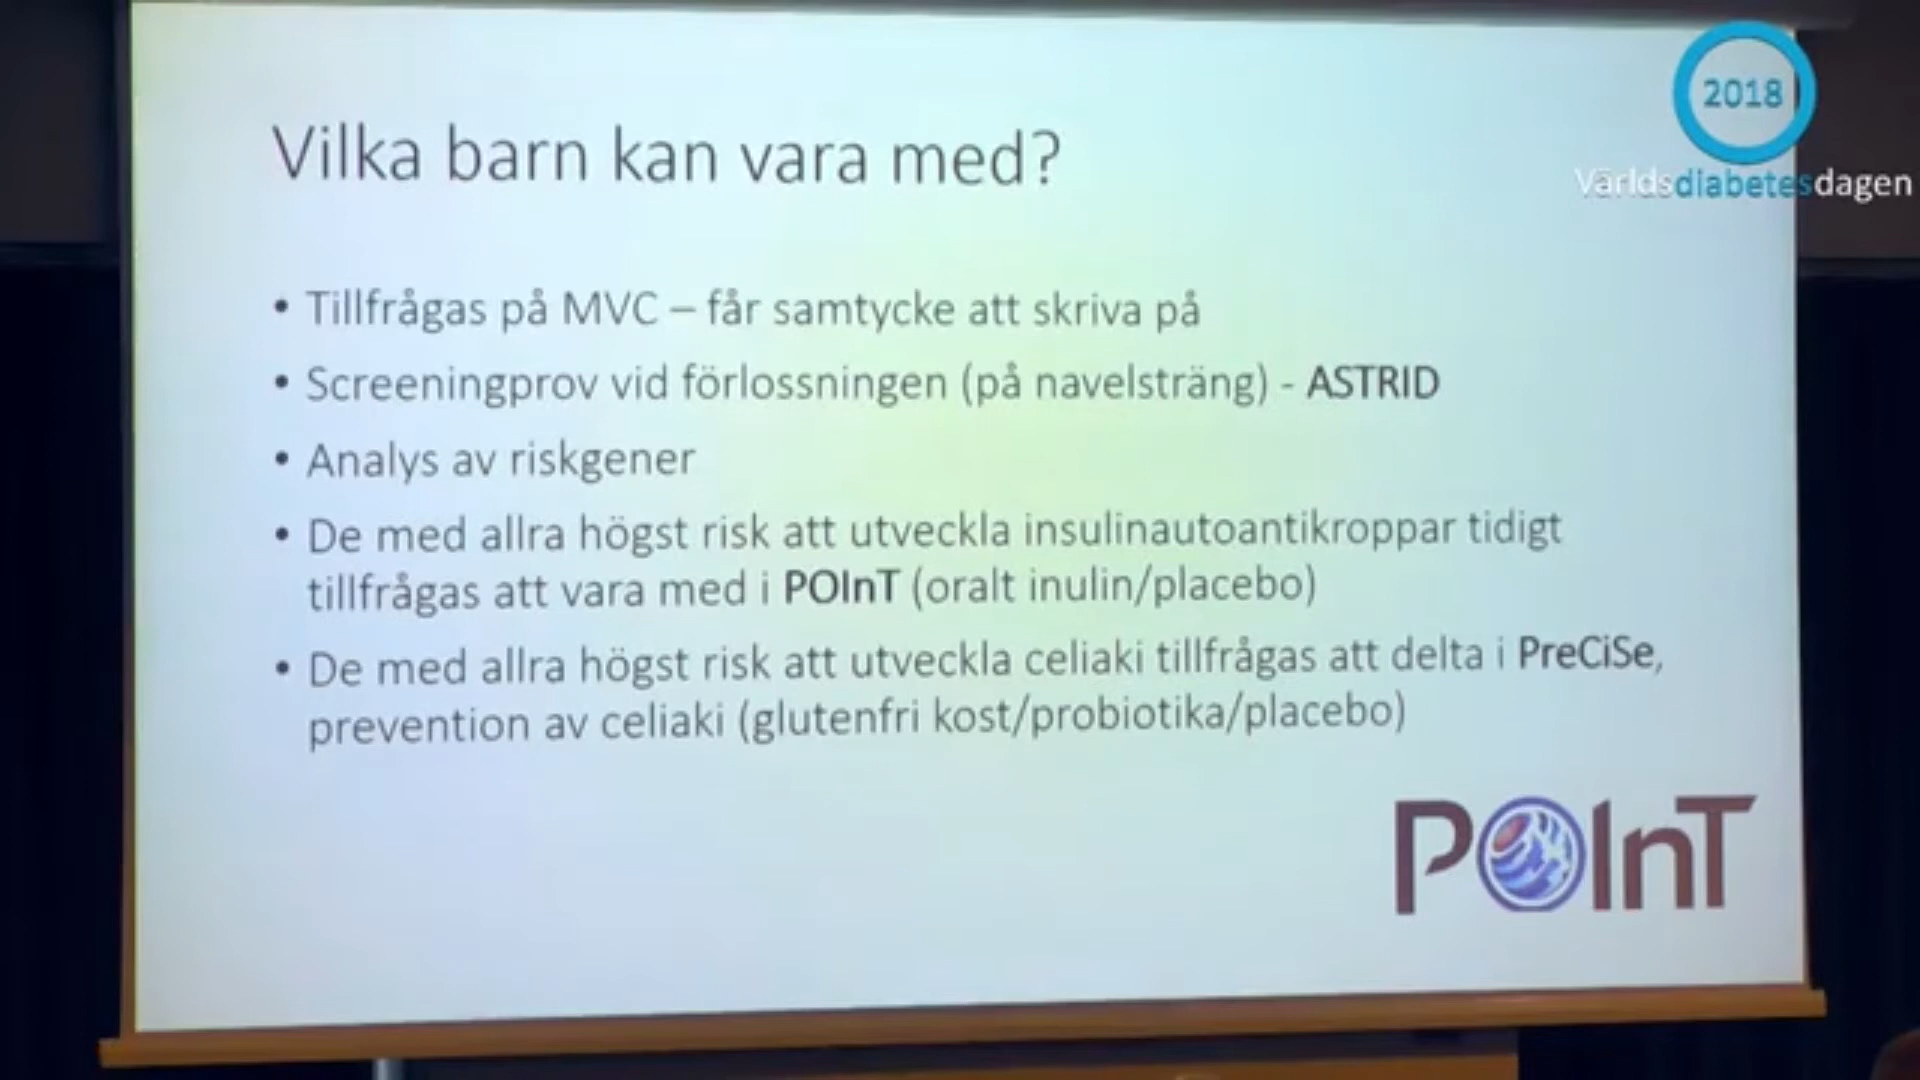 2018
Världsdiabetesdagen
Vilka barn kan vara med?
• Tillfrågas på MVC – får samtycke att skriva på
• Screeningprov vid förlossningen (på navelsträng) - ASTRID
• Analys av riskgener
• De med allra högst risk att utveckla insulinautoantikroppar tidigt
tillfrågas att vara med i POInT (oralt inulin/placebo)
• De med allra högst risk att utveckla celiaki tillfrågas att delta i PreCiSe,
prevention av celiaki (glutenfri kost/probiotika/placebo)
POInT